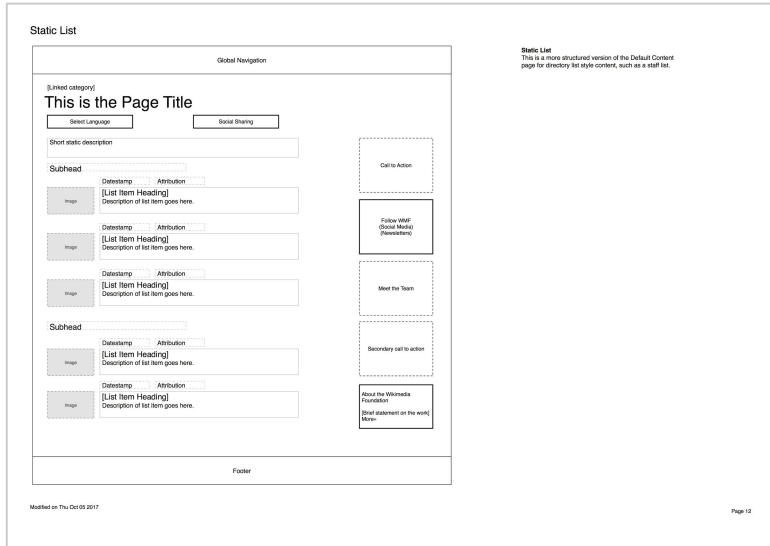 Static List
Global Navigation
[Linked category]
This is the Page Title
Select Language
Social Sharing
Short static description
Subhead
Datestamp Attribution
[List Item Heading]
Image
Description of list item goes here.
Datestamp Attribution
[List Item Heading]
Image
Description of list item goes here.
Datestamp Attribution
[List Item Heading]
Image
Description of list item goes here.
Subhead
Datestamp Attribution
[List Item Heading]
Image
Description of list item goes here.
Datestamp Attribution
[List Item Heading]
Image
Description of list item goes here.
Call to Action
Follow WMF
(Social Media)
(Newsletters)
Meet the Team
Secondary call to action
About the Wikimedia
Foundation
[Brief statement on the work]
More»
Footer
Static List
This is a more structured version of the Default Content
page for directory list style content, such as a staff list.
Modified on Thu Oct 05 2017
Page 12